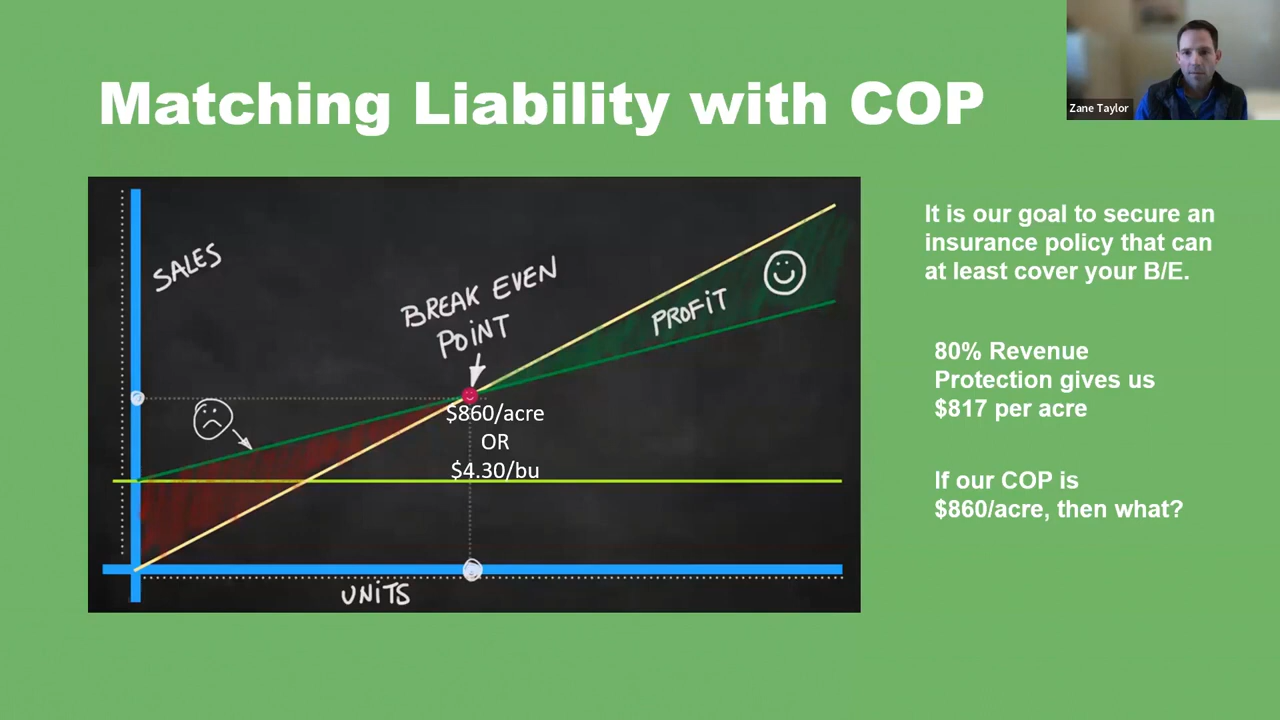 Matching Liability with COP
Zane Taylor
SALES
BREAK EVEN
POINT
PROFIT
$860/acre
OR
$4.30/bu
UNITS
It is our goal to secure an
insurance policy that can
at least cover your B/E.
80% Revenue
Protection gives us
$817 per acre
If our COP is
$860/acre, then what?